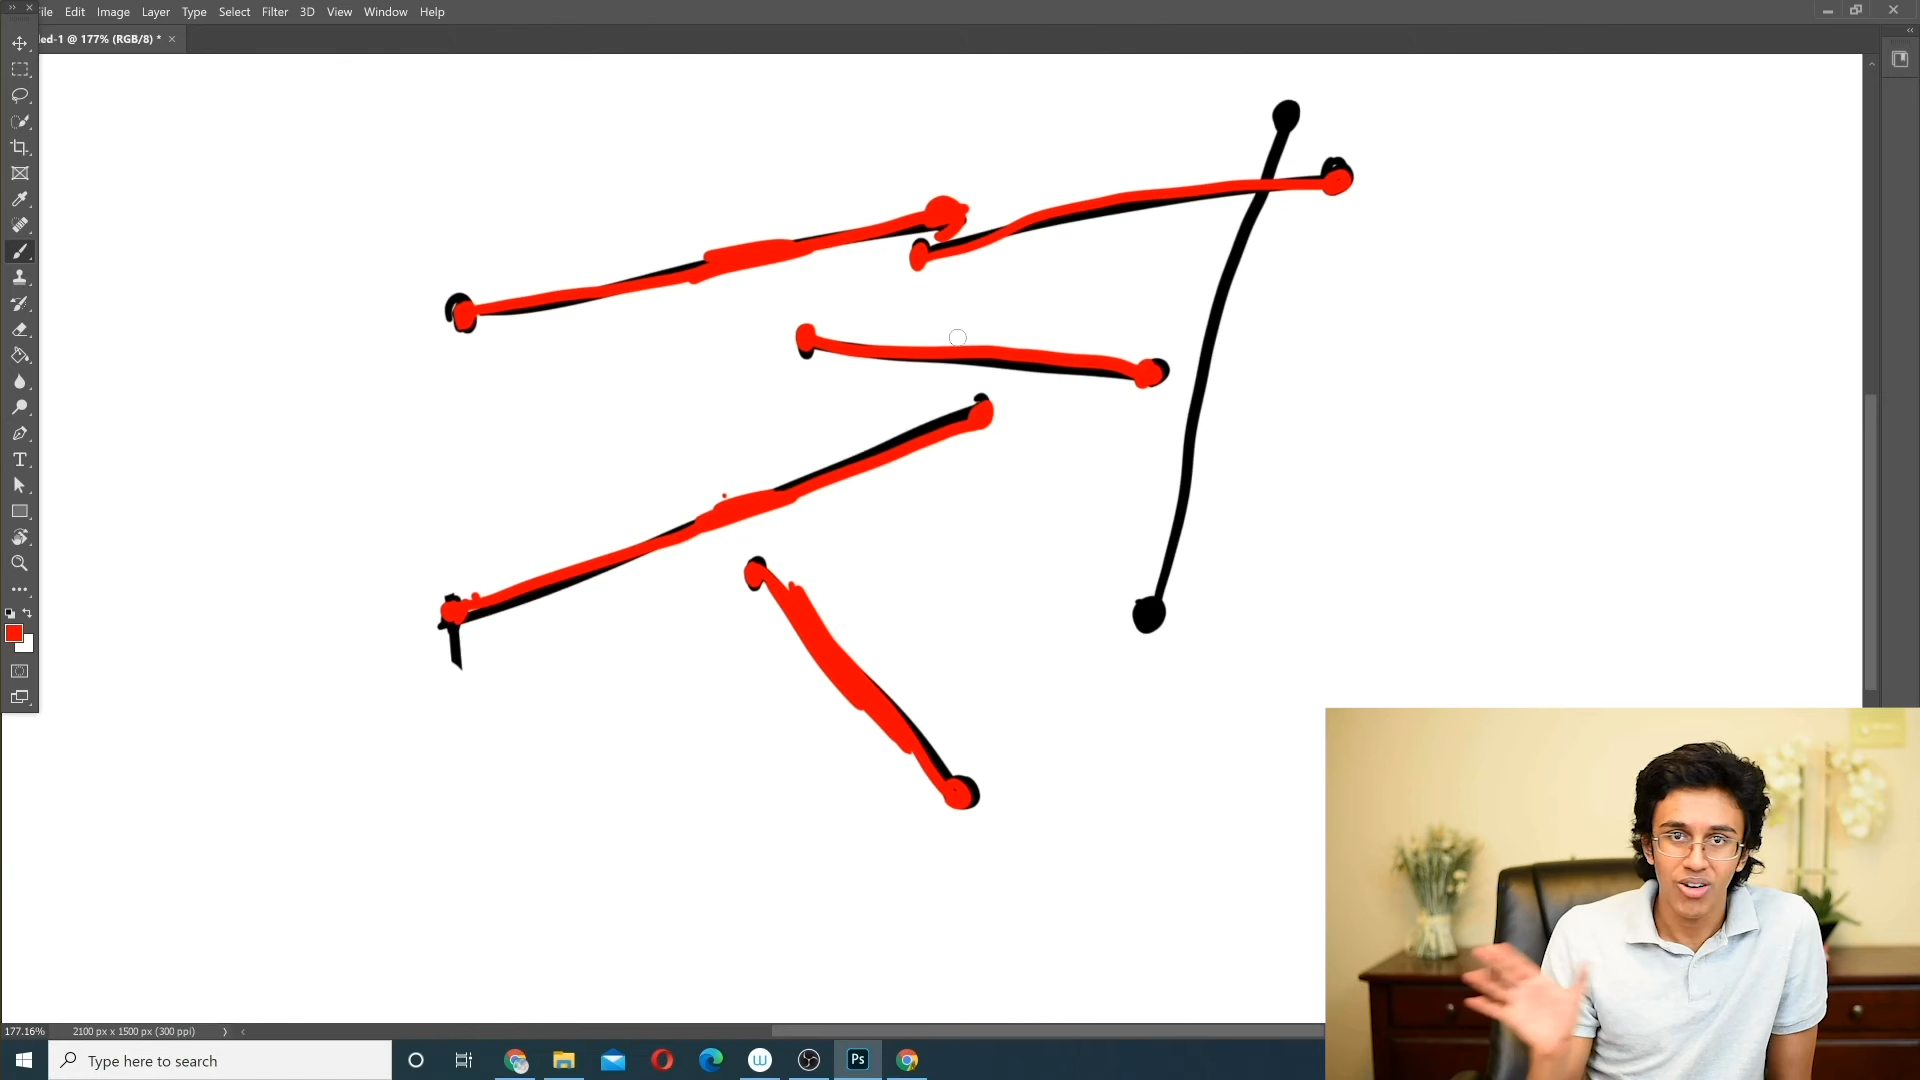 ile Edit Image Layer Type Select Filter 3D View Window Help
led-1 @ 177% (RGB/8) *
T
177.16% 2100 px x 1500 px (300 ppi)
Type here to search
W
Ps